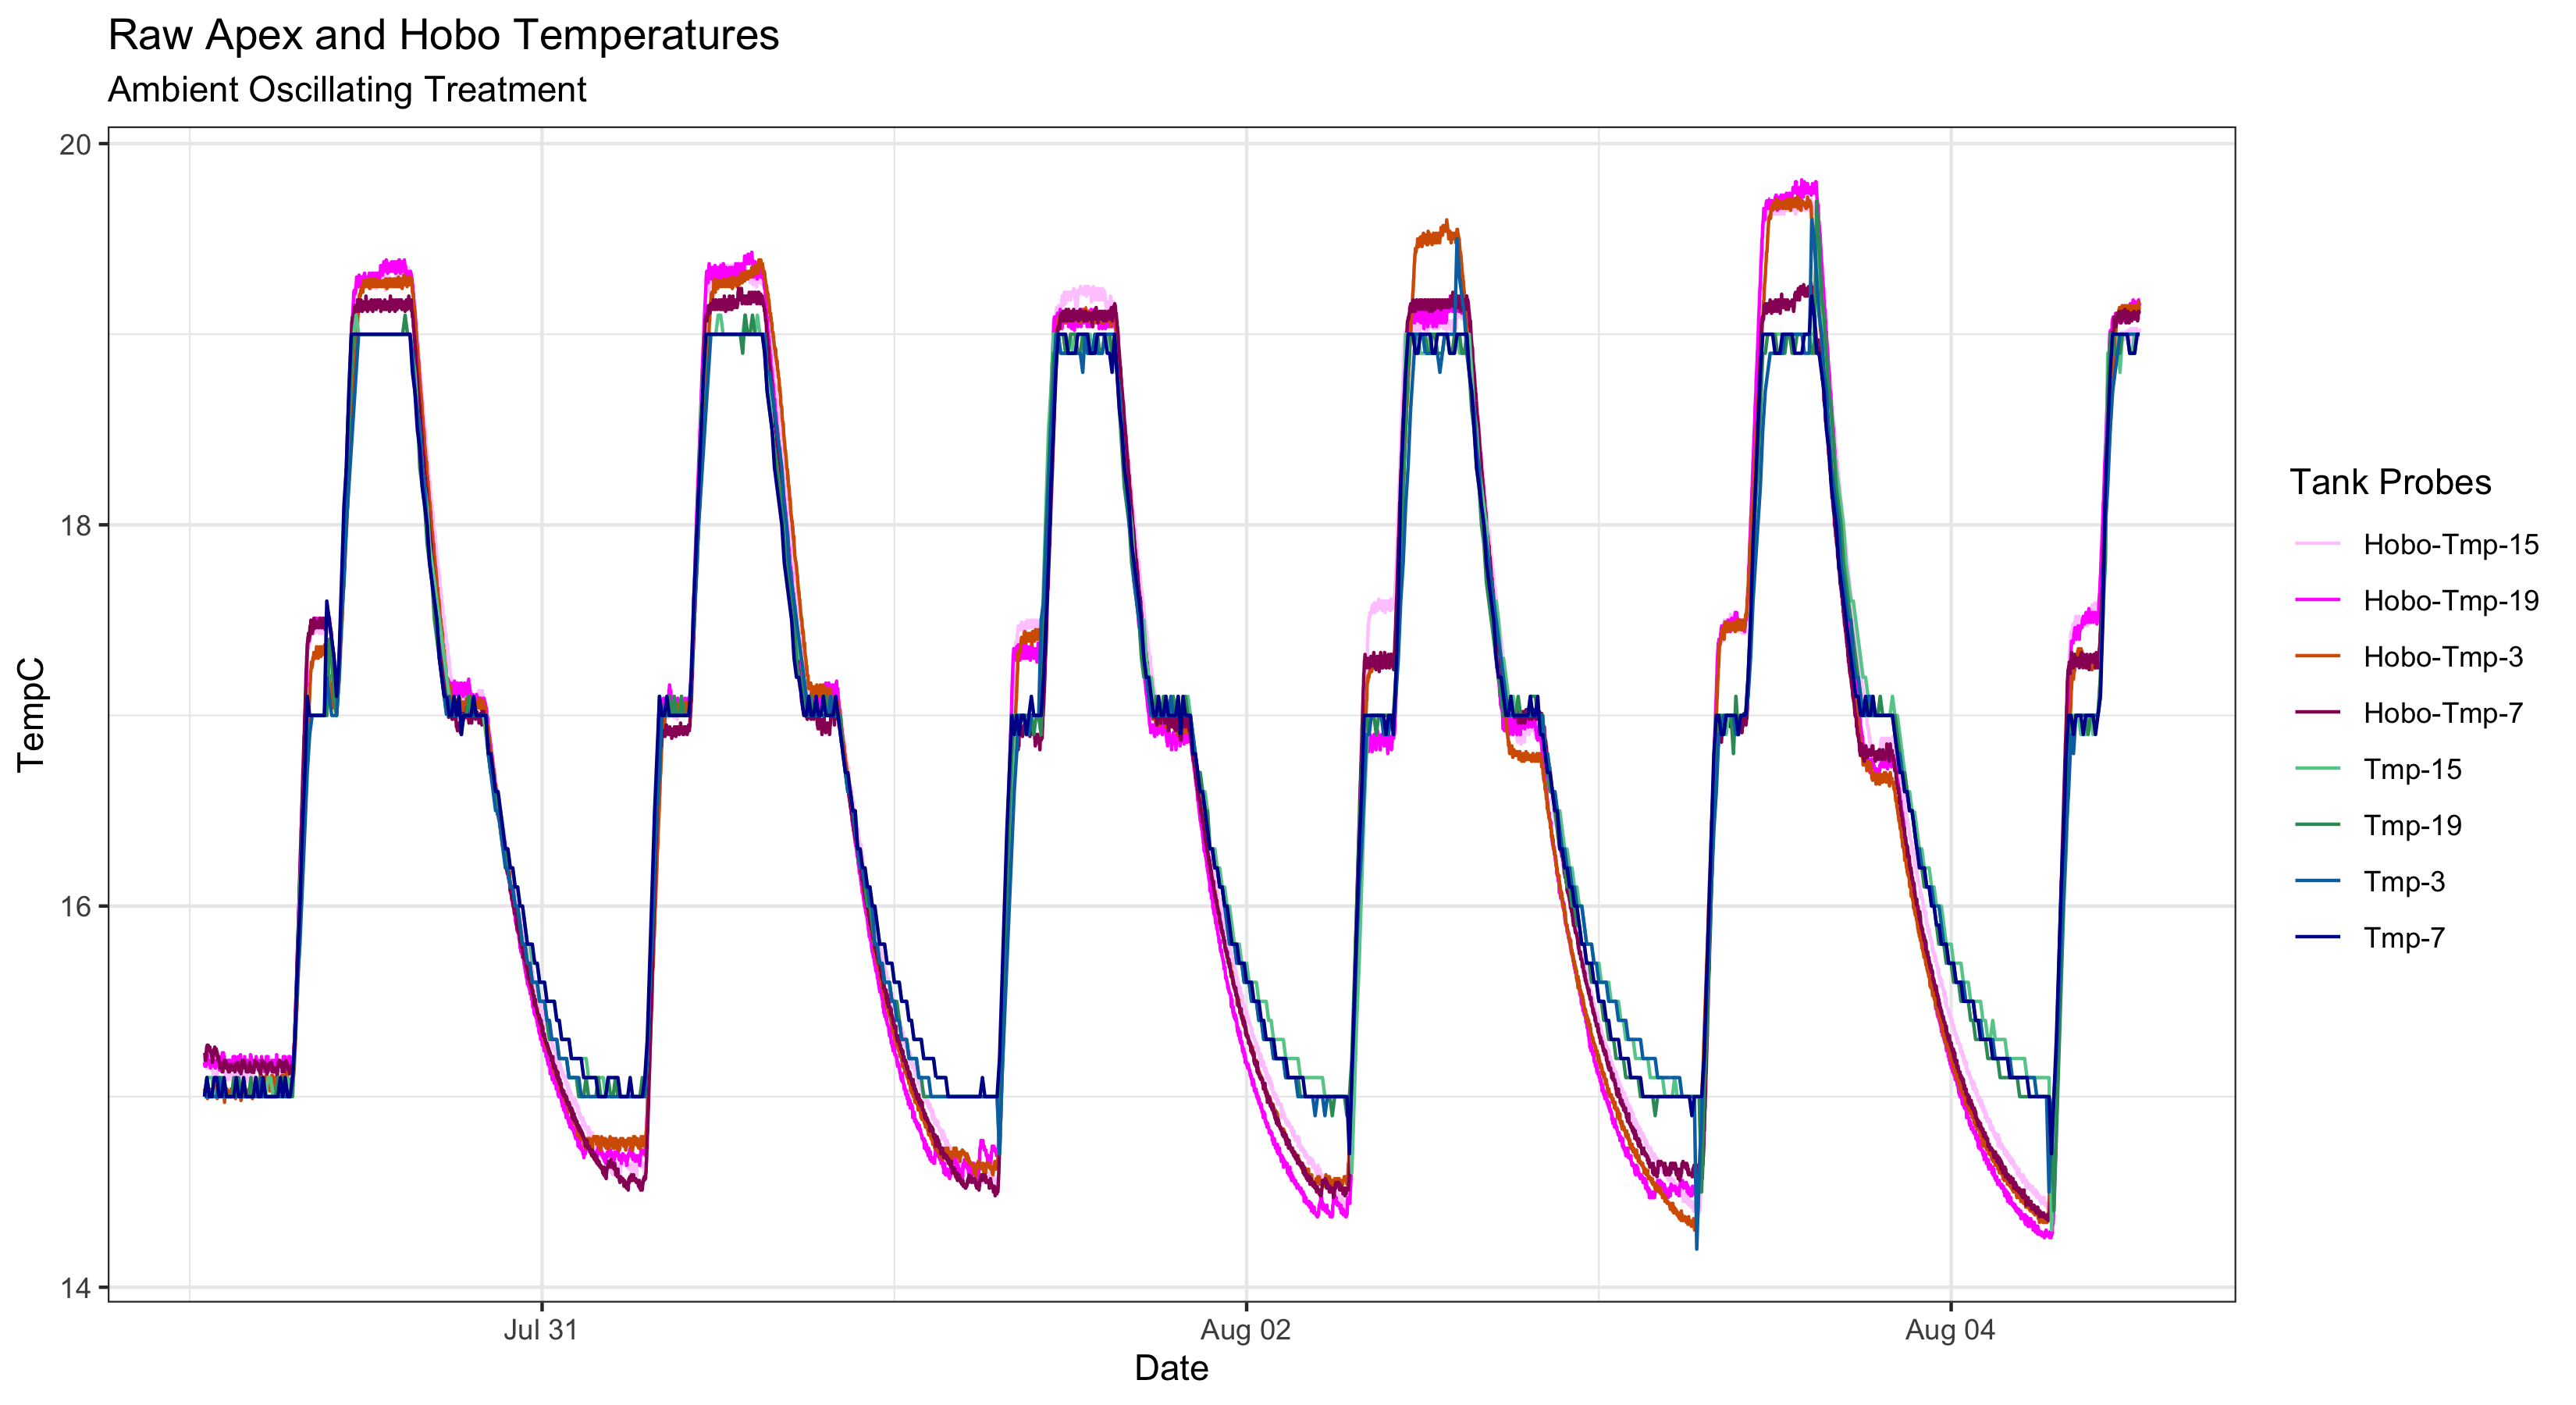 Raw Apex and Hobo Temperatures
Ambient Oscillating Treatment
20
18
16
14
TempC
Jul 31
Aug 02
Aug 04
Date
Tank Probes
Hobo-Tmp-15
Hobo-Tmp-19
Hobo-Tmp-3
Hobo-Tmp-7
Tmp-15
Tmp-19
Tmp-3
Tmp-7